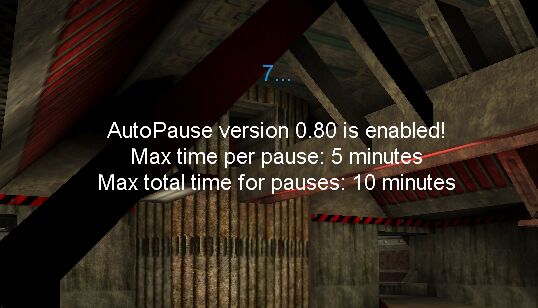 7...
AutoPause version 0.80 is enabled!
Max time per pause: 5 minutes
Max total time for pauses: 10 minutes